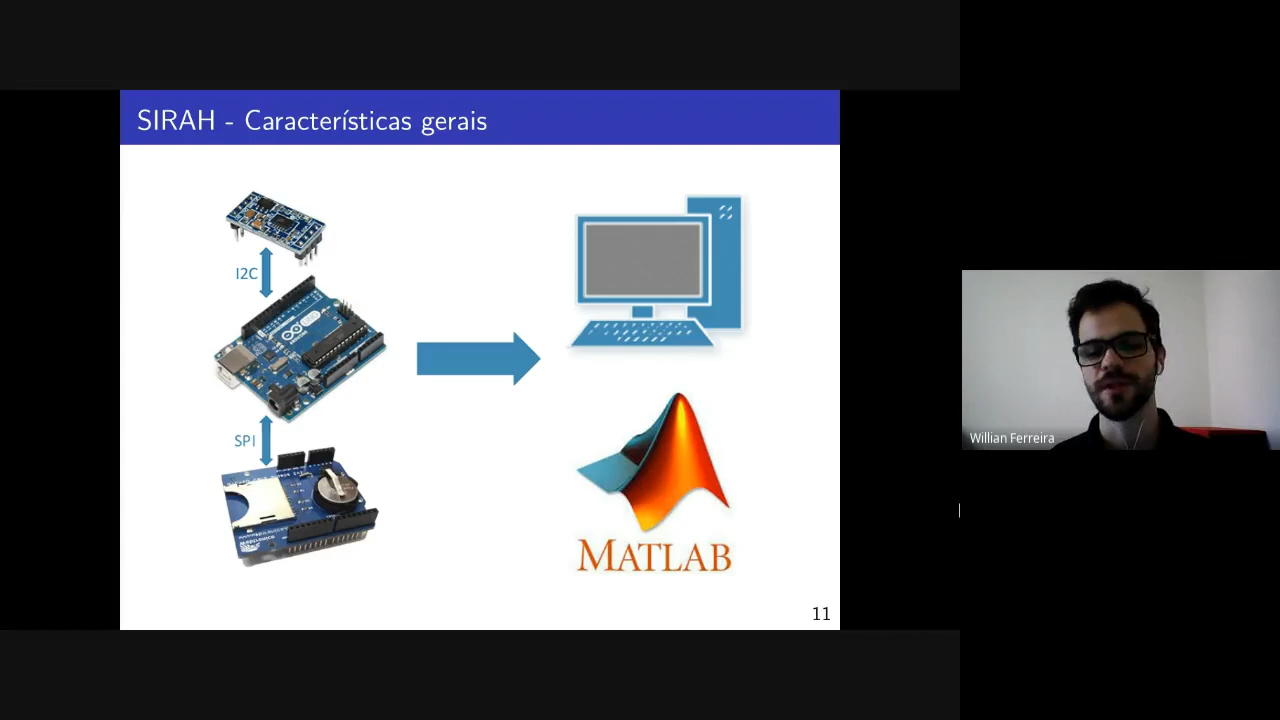 SIRAH - Características gerais
I2C
SPI
MATLAB
11
Willian Ferreira